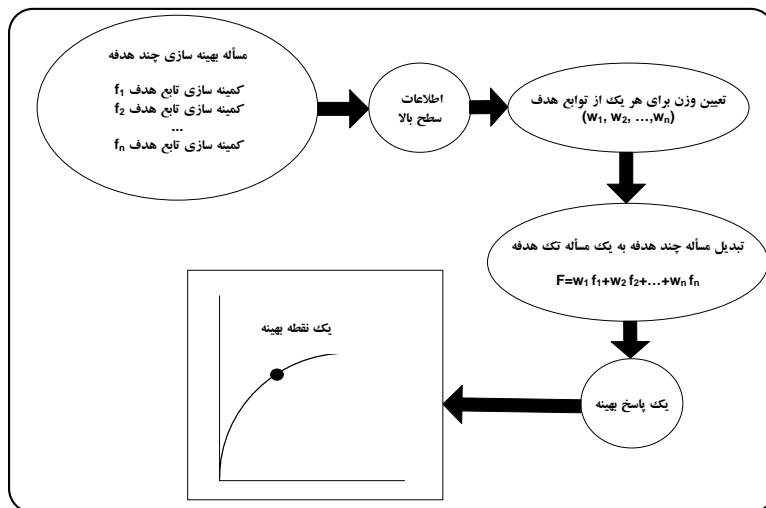 مسأله بهینه سازی چند هدفه
کمینه سازی تابع هدف f₁
کمینه سازی تابع هدف f₂
...
کمینه سازی تابع هدف fₙ
اطلاعات
سطح بالا
تعیین وزن برای هر یک از توابع هدف
(w₁, w₂, …,wₙ)
تبدیل مسأله چند هدفه به یک مسأله تک هدفه
F=w₁ f₁+w₂ f₂+…+wₙ fₙ
یک پاسخ بهینه
یک نقطه بهینه